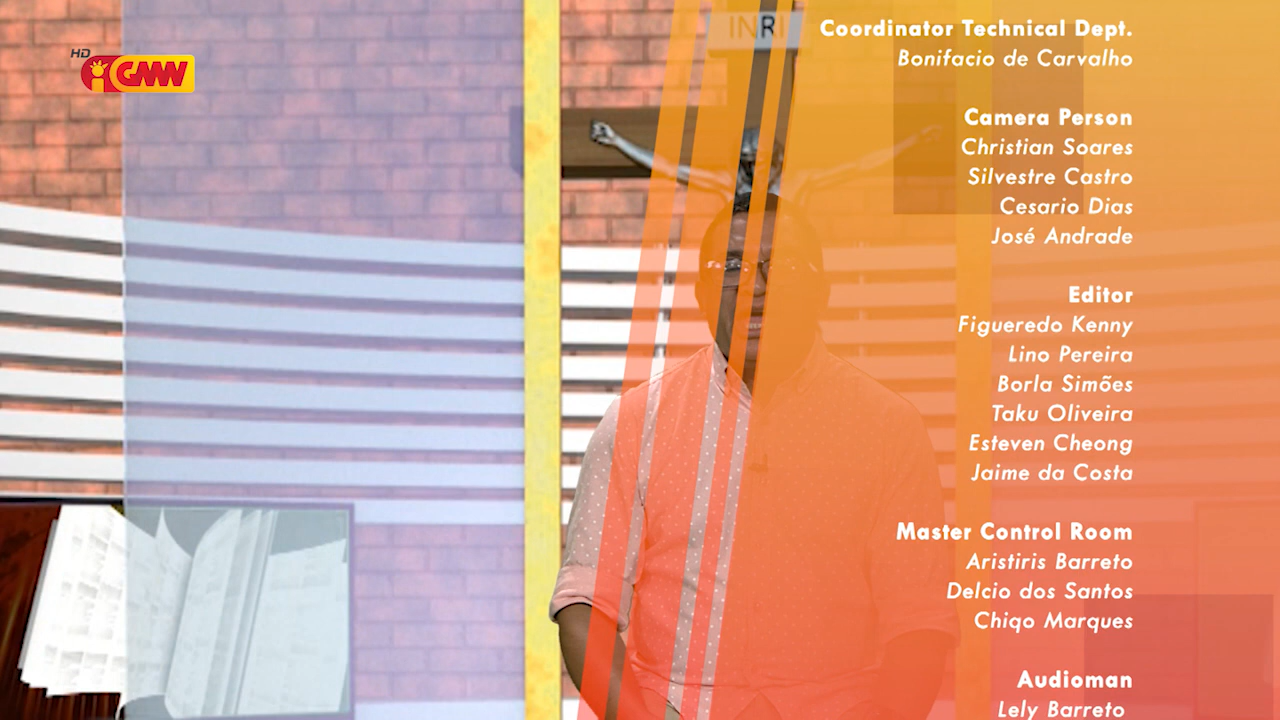 HD
GMN
INRI
Coordinator Technical Dept.
Bonifacio de Carvalho
Camera Person
Christian Soares
Silvestre Castro
Cesario Dias
José Andrade
Editor
Figueredo Kenny
Lino Pereira
Borla Simões
Taku Oliveira
Esteven Cheong
Jaime da Costa
Master Control Room
Aristiris Barreto
Delcio dos Santos
Chiqo Marques
Audioman
Lely Barreto